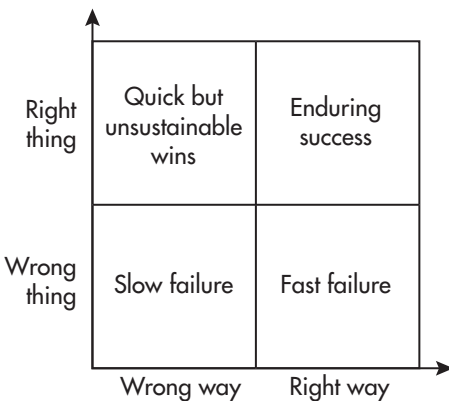 Right
thing
Quick but
unsustainable
wins
Enduring
success
Wrong
thing
Slow failure
Fast failure
Wrong way
Right way